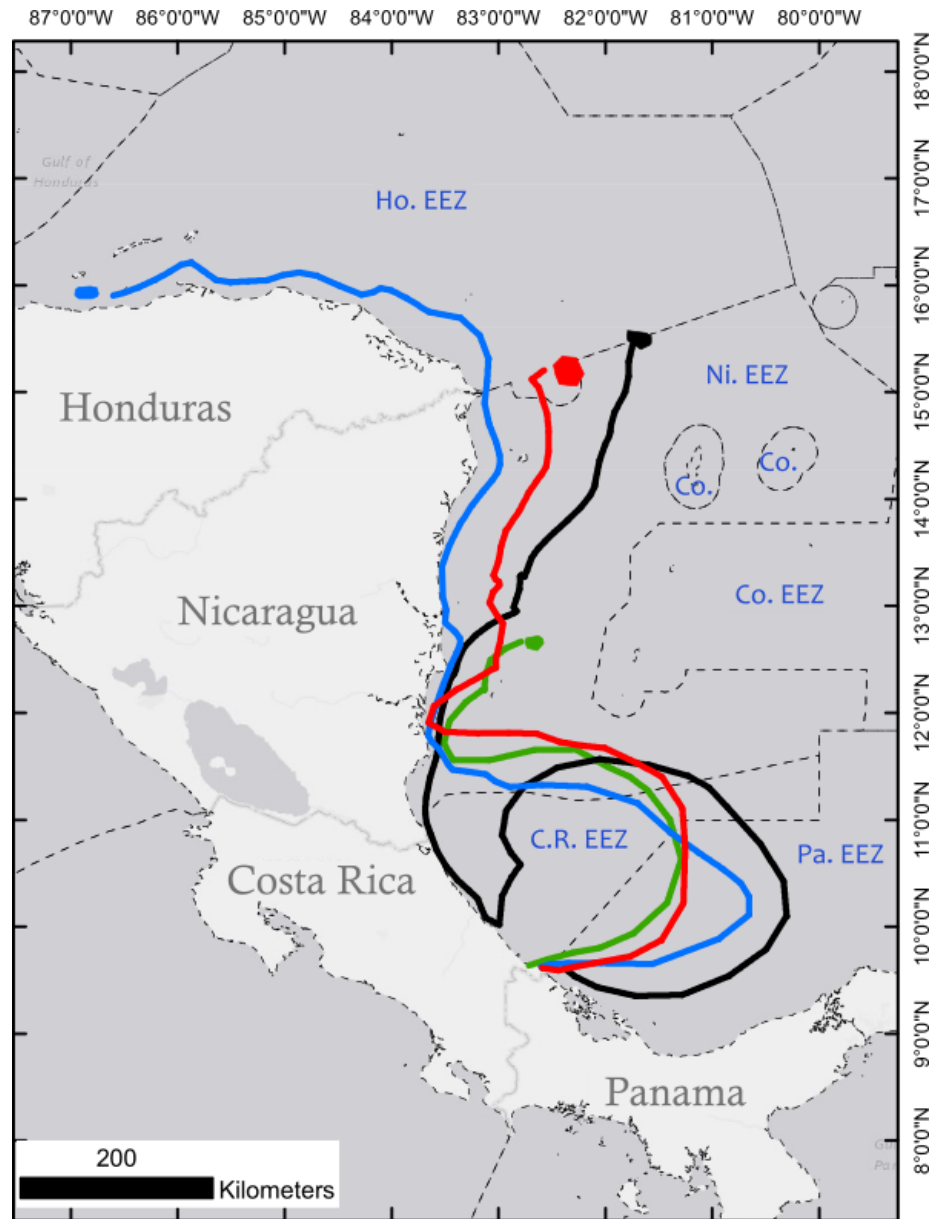 87°0'0"W 86°0'0"W 85°0'0"W 84°0'0"W 83°0'0"W 82°0'0"W 81°0'0"W 80°0'0"W
18°0'0"N
Gulf of
Honduras
17°0'0"N
Ho. EEZ
16°0'0"N
Ni. EEZ
15°0'0"N
Honduras
Co.
Co.
14°0'0"N
Co. EEZ
13°0'0"N
Nicaragua
12°0'0"N
11°0'0"N
C.R. EEZ
Pa. EEZ
Costa Rica
10°0'0"N
9°0'0"N
Panama
8°0'0"N
200
Kilometers